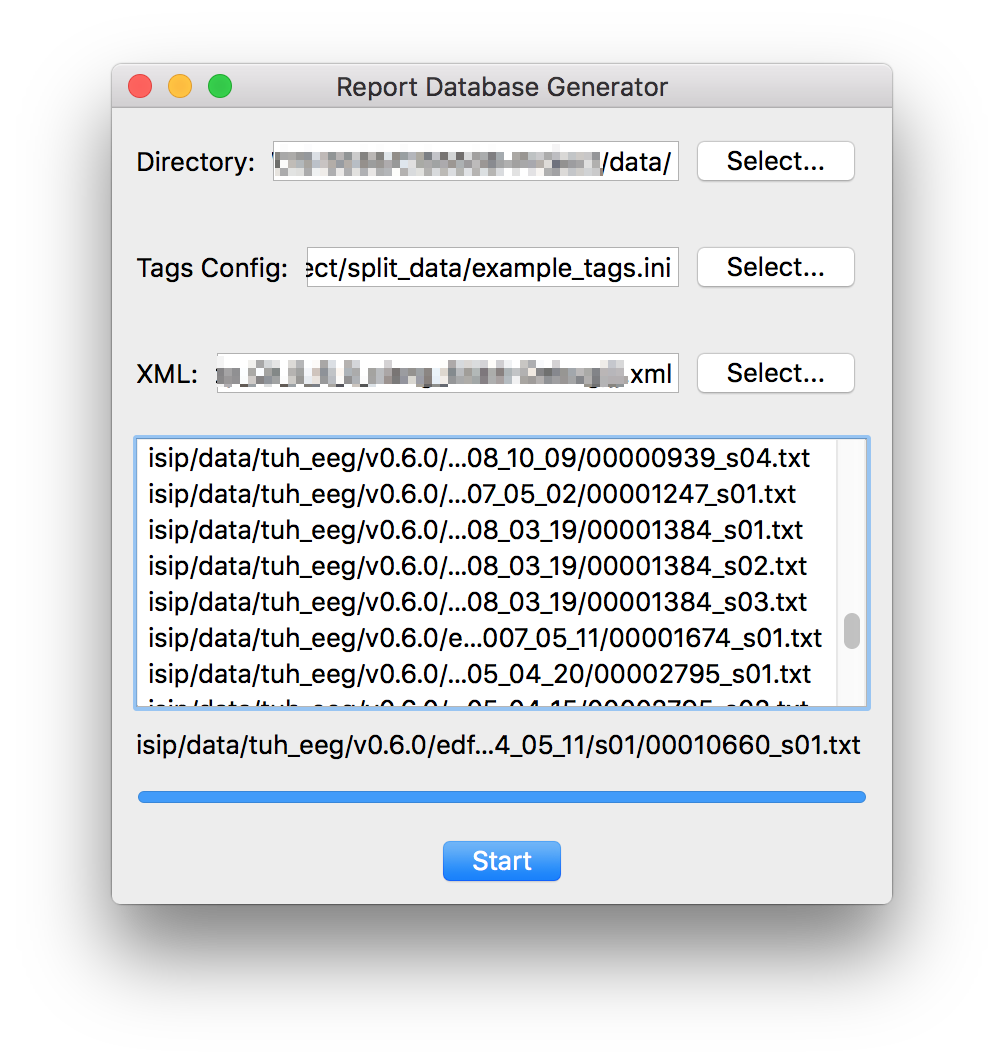 Report Database Generator
Directory: /data/ Select...
Tags Config: ect/split_data/example_tags.ini Select...
XML: .xml Select...
isip/data/tuh_eeg/v0.6.0/...08_10_09/00000939_s04.txt
isip/data/tuh_eeg/v0.6.0/...07_05_02/00001247_s01.txt
isip/data/tuh_eeg/v0.6.0/...08_03_19/00001384_s01.txt
isip/data/tuh_eeg/v0.6.0/...08_03_19/00001384_s02.txt
isip/data/tuh_eeg/v0.6.0/...08_03_19/00001384_s03.txt
isip/data/tuh_eeg/v0.6.0/e...007_05_11/00001674_s01.txt
isip/data/tuh_eeg/v0.6.0/...05_04_20/00002795_s01.txt
isip/data/tuh_eeg/v0.6.0/edf...4_05_11/s01/00010660_s01.txt
Start